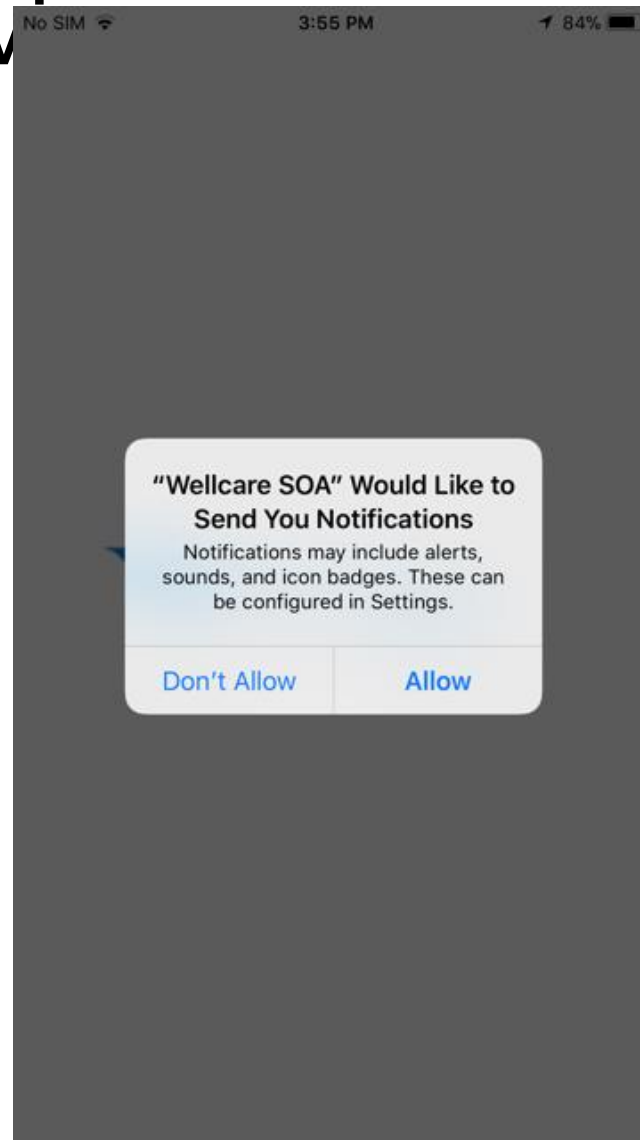 No SIM 3:55 PM 84%
"Wellcare SOA" Would Like to
Send You Notifications
Notifications may include alerts,
sounds, and icon badges. These can
be configured in Settings.
Don't Allow Allow